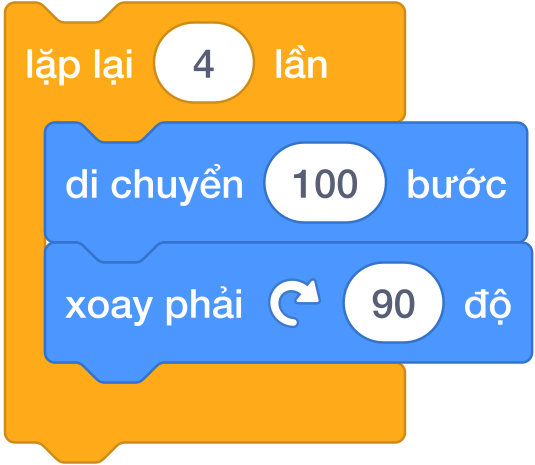 lặp lại 4 lần
di chuyển 100 bước
xoay phải 90 độ